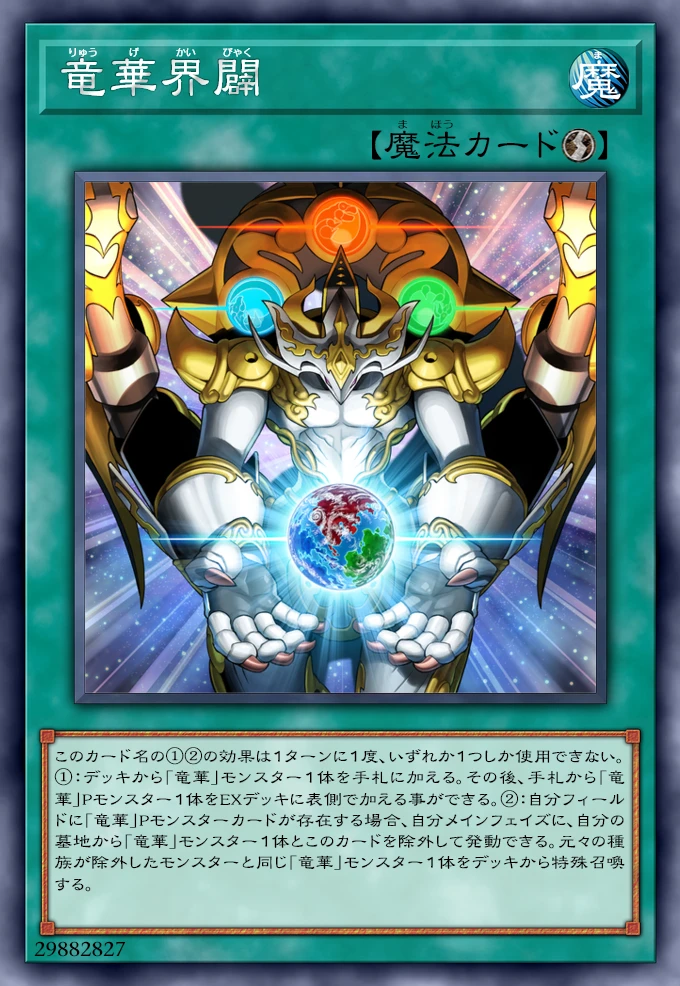 りゅう げ かい びゃく
竜華界闢
魔
ま
ま ほう
【魔法カード】
このカード名の①②の効果は1ターンに1度、いずれか1つしか使用できない。
①：デッキから「竜華」モンスター1体を手札に加える。その後、手札から「竜
華」Pモンスター1体をEXデッキに表側で加える事ができる。②：自分フィール
ドに「竜華」Pモンスターカードが存在する場合、自分メインフェイズに、自分の
墓地から「竜華」モンスター1体とこのカードを除外して発動できる。元々の種
族が除外したモンスターと同じ「竜華」モンスター1体をデッキから特殊召喚
する。
29882827